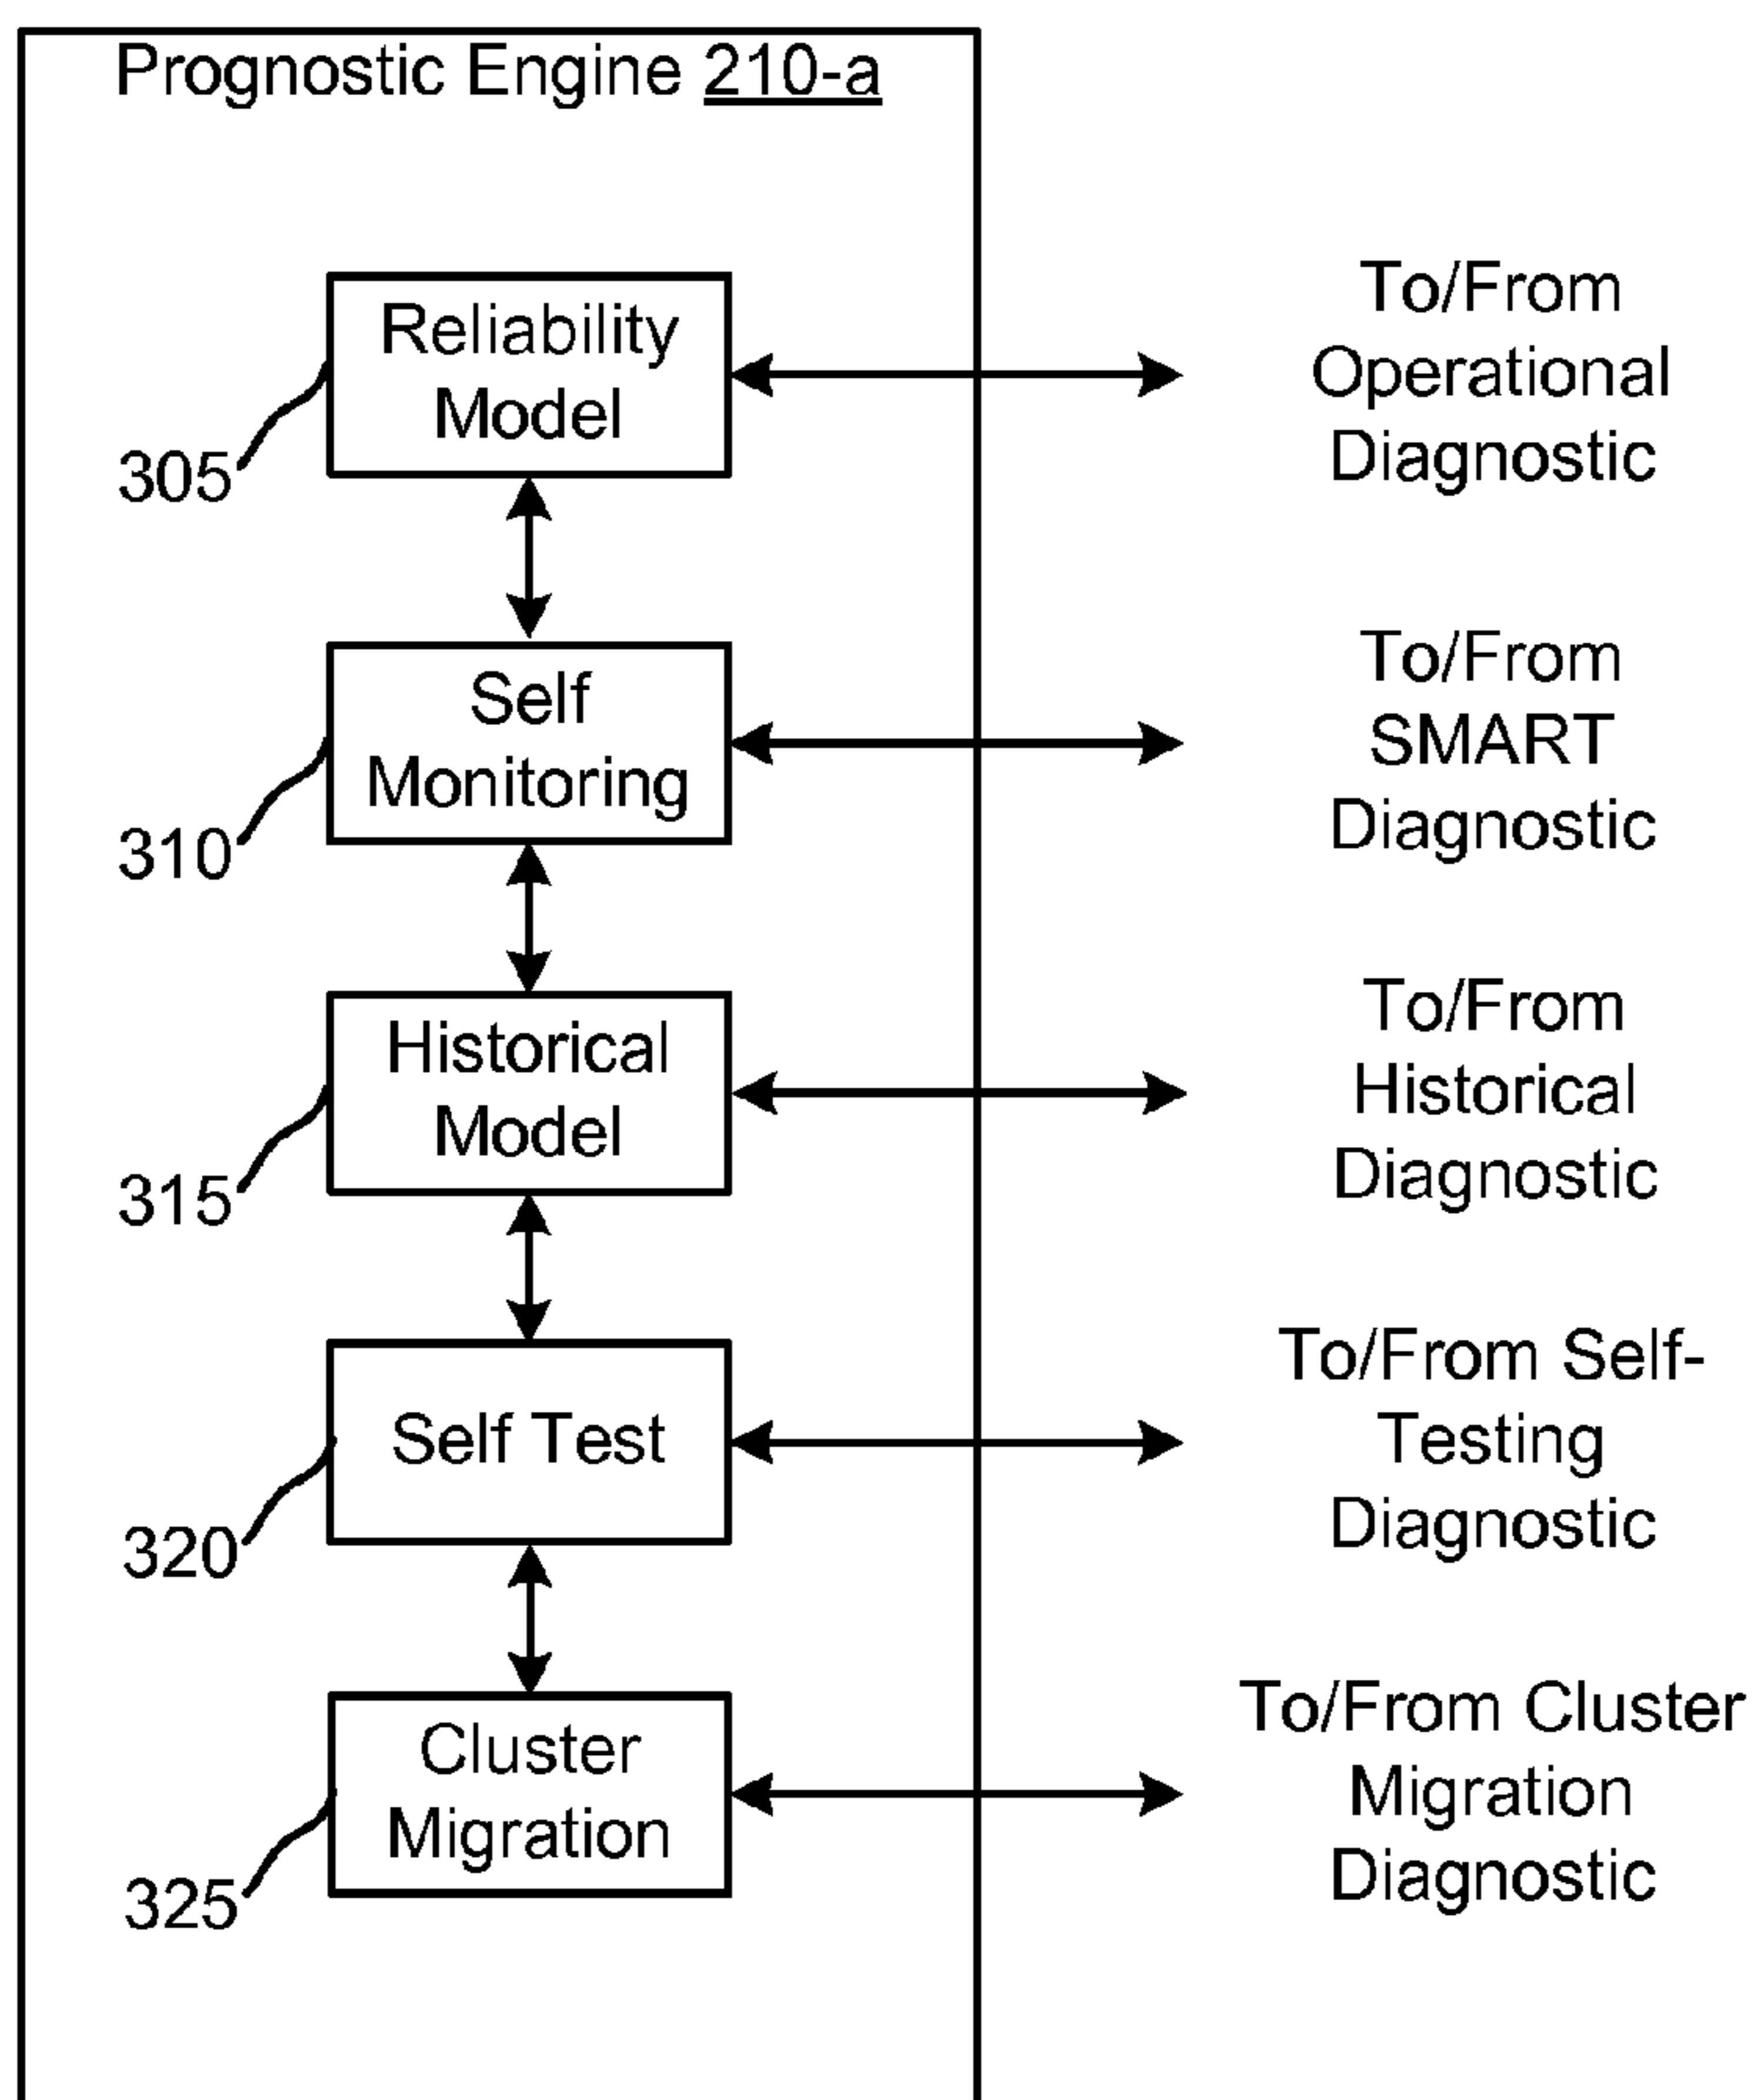 Prognostic Engine 210-a
Reliability
Model
305
To/From
Operational
Diagnostic
Self
Monitoring
310
To/From
SMART
Diagnostic
Historical
Model
315
To/From
Historical
Diagnostic
Self Test
320
To/From Self-
Testing
Diagnostic
Cluster
Migration
325
To/From Cluster
Migration
Diagnostic